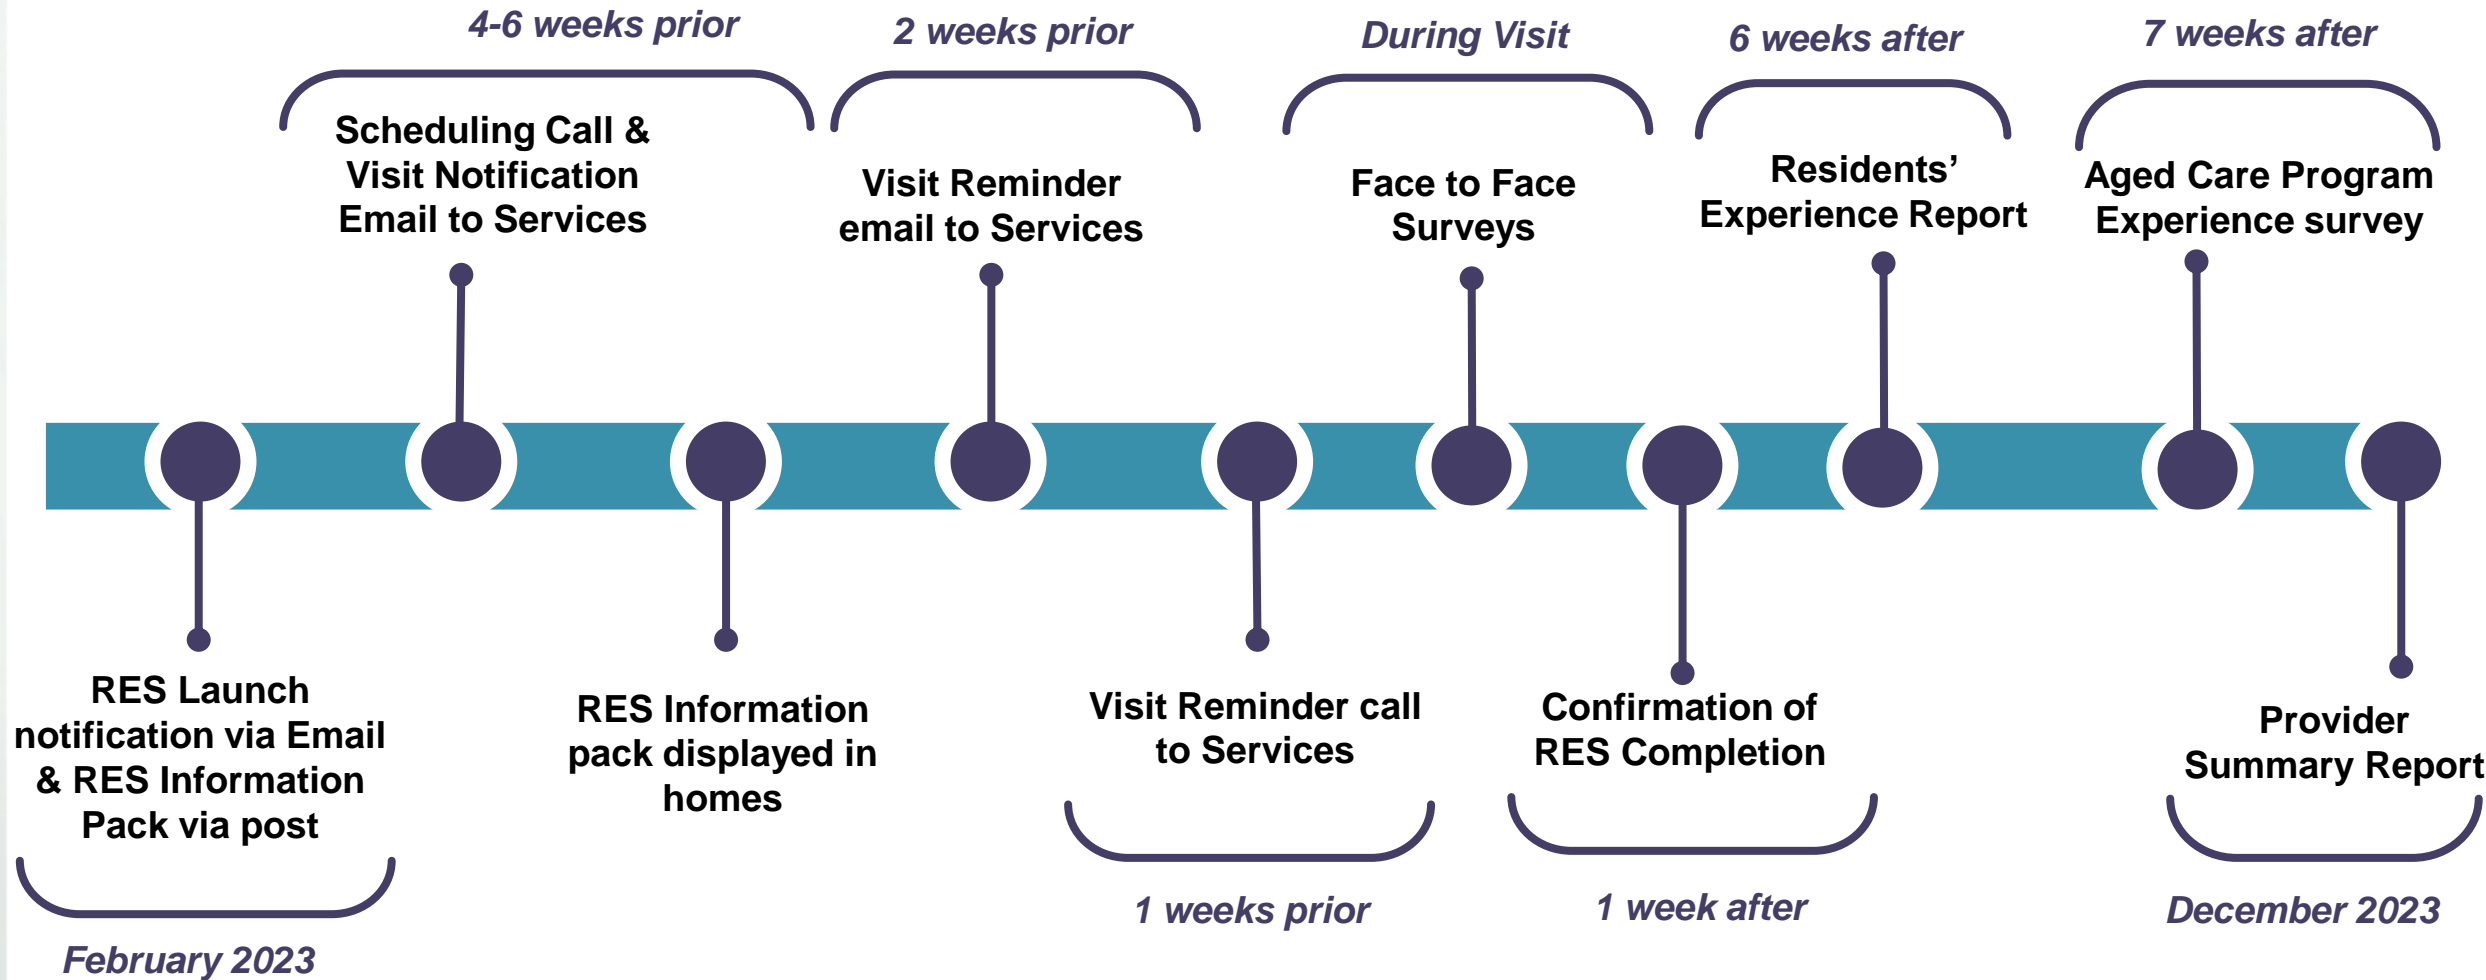 4-6 weeks prior
Scheduling Call &
Visit Notification
Email to Services
2 weeks prior
Visit Reminder
email to Services
During Visit
Face to Face
Surveys
6 weeks after
Residents’
Experience Report
7 weeks after
Aged Care Program
Experience survey
RES Launch
notification via Email
& RES Information
Pack via post
February 2023
RES Information
pack displayed in
homes
Visit Reminder call
to Services
1 weeks prior
Confirmation of
RES Completion
1 week after
Provider
Summary Report
December 2023